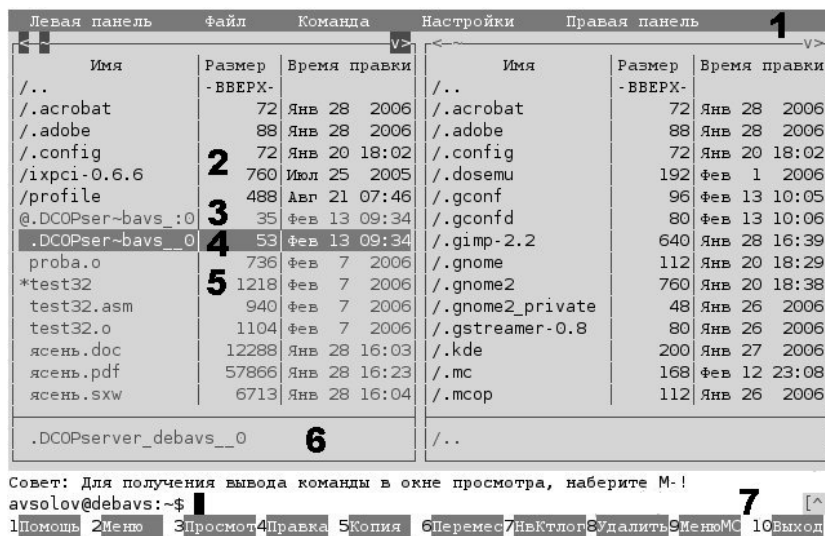 Левая панель Файл Команда Настройки Правая панель 1
<-~ v> <-~ v>
Имя Размер Время правки Имя Размер Время правки
/.. -ВВЕРХ- /.. -ВВЕРХ-
/.acrobat 72 Янв 28 2006 /.acrobat 72 Янв 28 2006
/.adobe 88 Янв 28 2006 /.adobe 88 Янв 28 2006
/.config 72 Янв 20 18:02 /.config 72 Янв 20 18:02
/ixpci-0.6.6 2 760 Июл 25 2005 /.dosemu 192 Фев 1 2006
/profile 488 Авг 21 07:46 /.gconf 96 Фев 13 10:05
@.DCOPser~bavs_:0 3 35 Фев 13 09:34 /.gconfd 80 Фев 13 10:06
.DCOPser~bavs__0 4 53 Фев 13 09:34 /.gimp-2.2 640 Янв 28 16:39
proba.o 736 Фев 7 2006 /.gnome 112 Янв 20 18:29
*test32 5 1218 Фев 7 2006 /.gnome2 760 Янв 20 18:38
test32.asm 940 Фев 7 2006 /.gnome2_private 48 Янв 26 2006
test32.o 1104 Фев 7 2006 /.gstreamer-0.8 80 Янв 26 2006
ясень.doc 12288 Янв 28 16:03 /.kde 200 Янв 27 2006
ясень.pdf 57866 Янв 28 16:23 /.mc 168 Фев 12 23:08
ясень.sxw 6713 Янв 28 16:04 /.mcop 112 Янв 26 2006
.DCOPserver_debavs__0 6 /..
Совет: Для получения вывода команды в окне просмотра, наберите M-!
avsolov@debavs:~$ 7 [^
1Помощь 2Меню 3Просмот4Правка 5Копия 6Перемес7НвКтлог8Удалить9МенюMC 10Выход